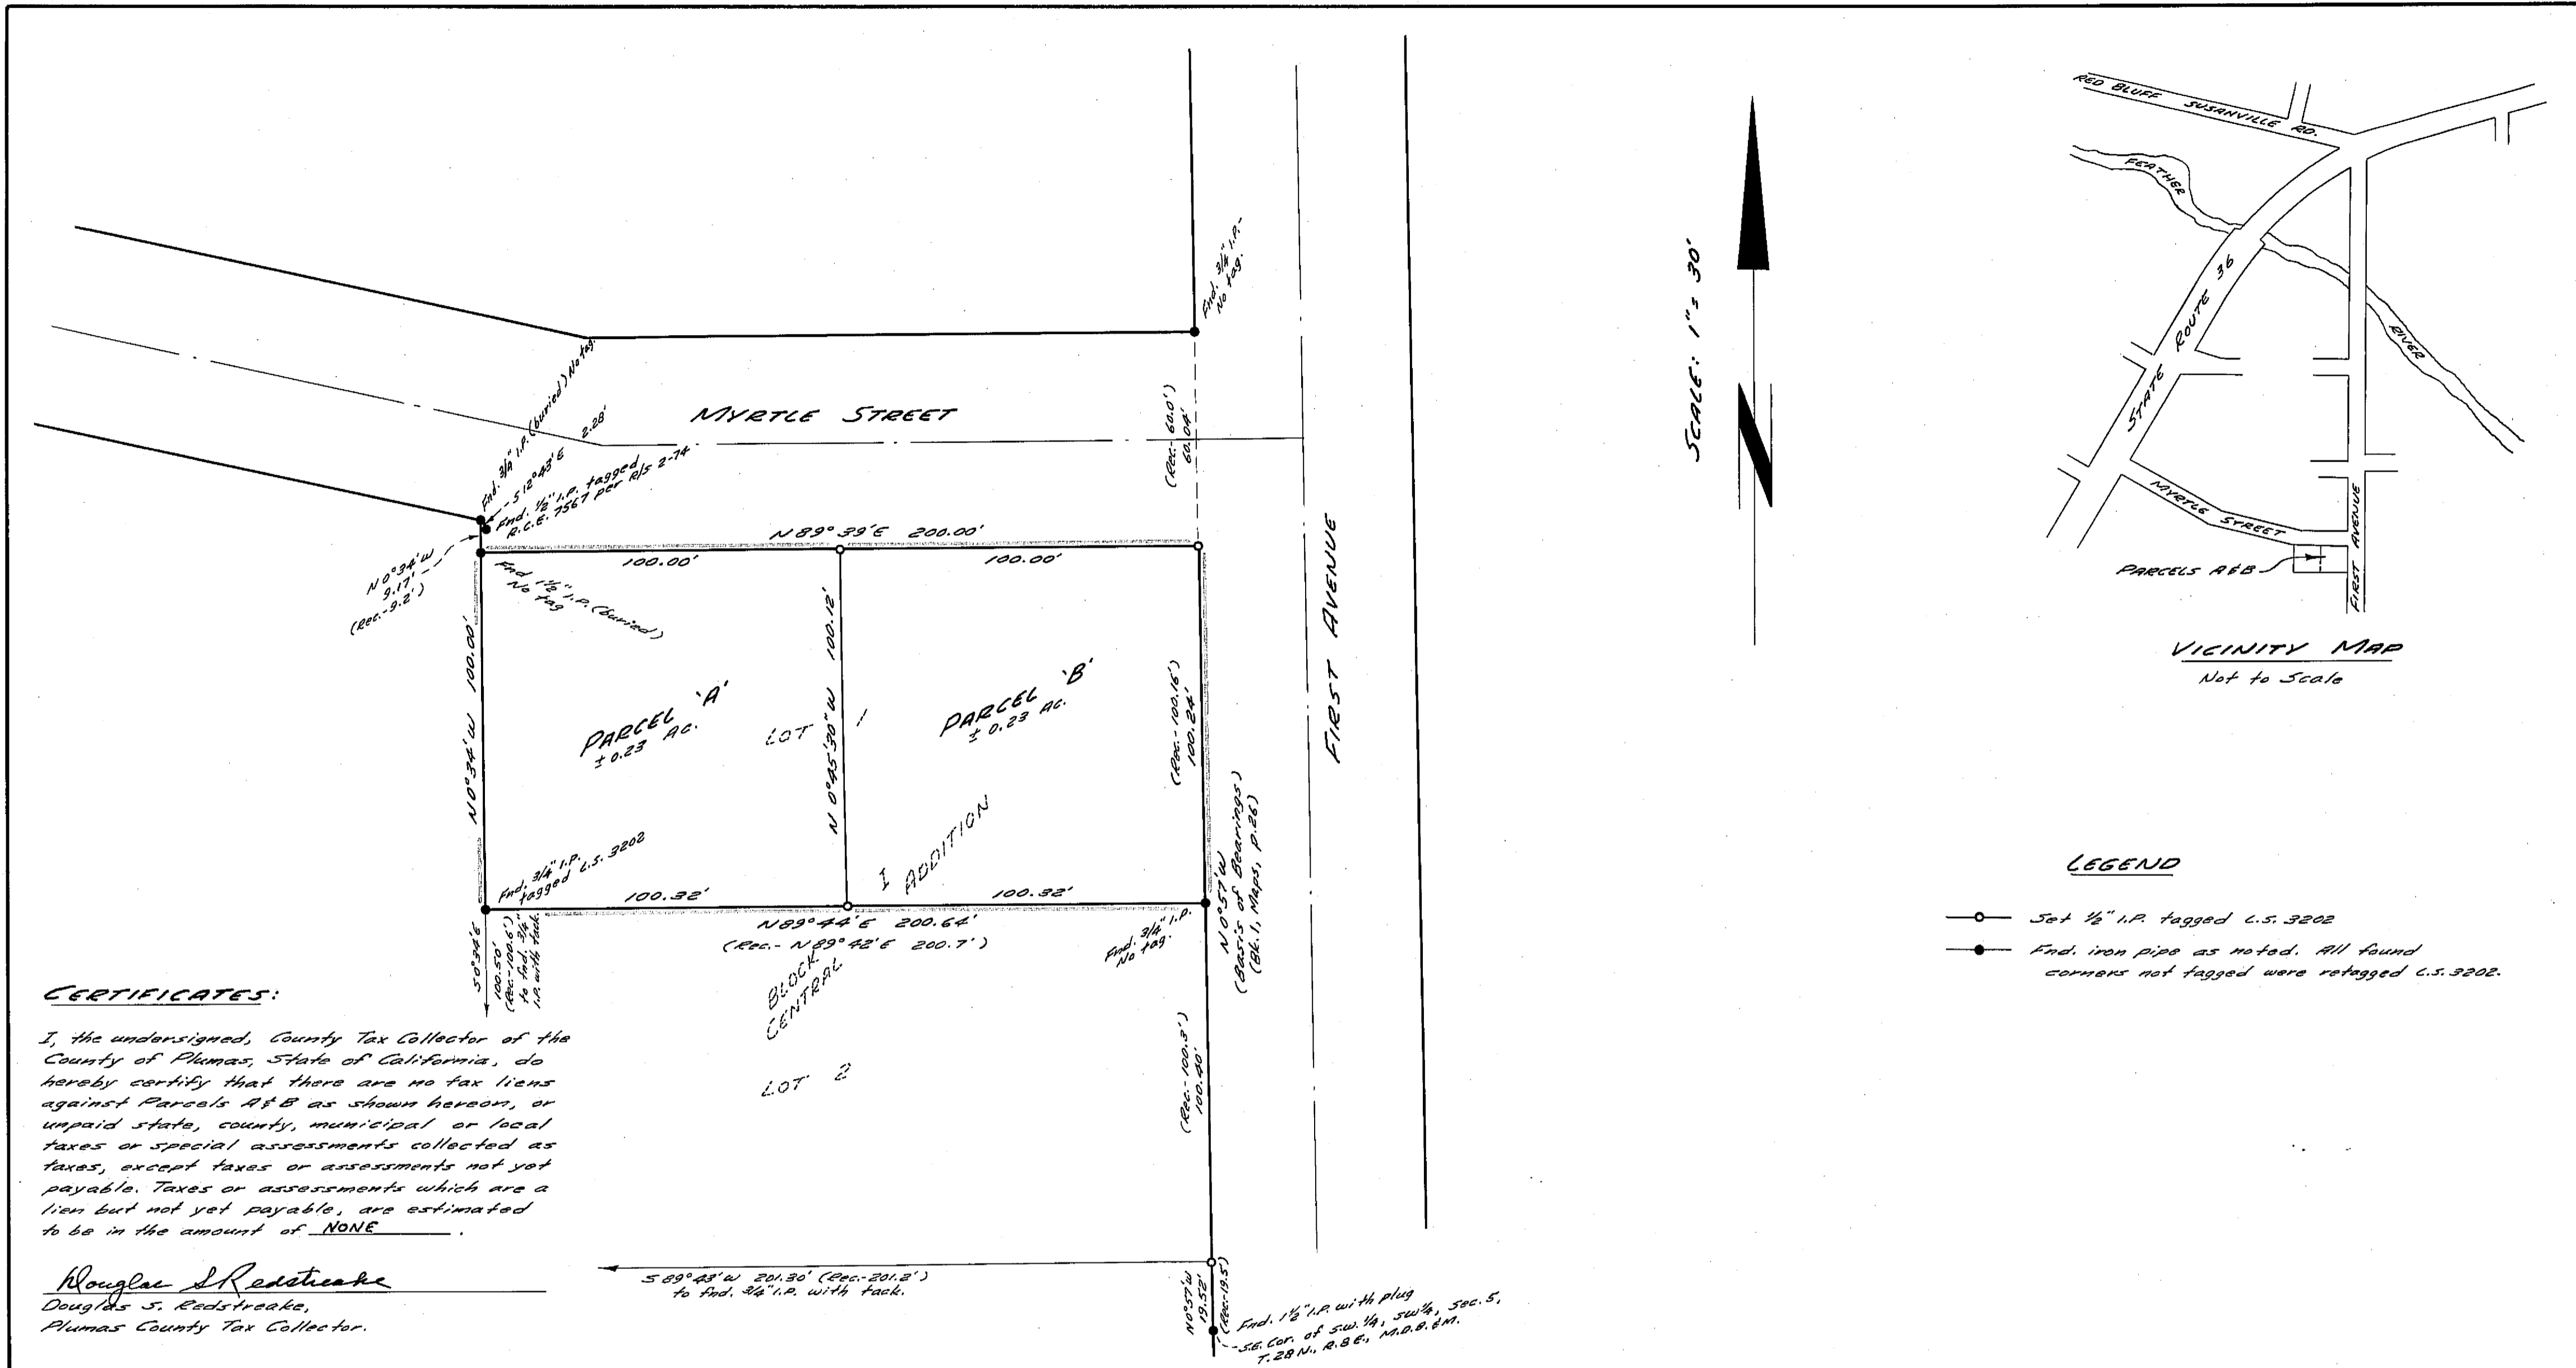 RED BLUFF SUSANVILLE RD.
FEATHER
RIVER
STATE ROUTE 36
MYRTLE STREET
FIRST AVENUE
PARCELS A&B
VICINITY MAP
Not to Scale
SCALE: 1"= 30'
N
Fnd. 3/4" I.P.-
No tag.
Fnd. 3/4" I.P. (buried) No tag.
S 12°43'E 2.28'
Fnd. 1/2" I.P. tagged
R.C.E. 7567 per R/S 2-74
MYRTLE STREET
(Rec.- 60.0')
60.04'
N 0°34'W
9.17'
(Rec.-9.2')
N 89°39'E 200.00'
100.00'
100.00'
Fnd 1 1/2" I.P. (buried)
No tag
N 0°34'W 100.00'
N 0°45'30"W 100.12'
(Rec.-100.16')
100.24'
PARCEL 'A'
± 0.23 AC.
LOT 1
PARCEL 'B'
± 0.23 AC.
FIRST AVENUE
I
ADDITION
Fnd. 3/4" I.P.
tagged L.S. 3202
100.32'
100.32'
N 89°44'E 200.64'
(Rec.- N 89°42'E 200.7')
Fnd. 3/4" I.P.
No tag.
N 0°57'W
(Basis of Bearings)
(Bk. 1, Maps, p.26)
S 0°34'E
100.50'
(Rec.-100.6')
to fnd. 3/4"
I.P. with tack.
BLOCK
CENTRAL
LOT 2
(Rec.-100.3')
100.40'
S 89°43'W 201.30' (Rec.-201.2')
to fnd. 3/4" I.P. with tack.
N 0°57'W
19.52'
(Rec.-19.5')
Fnd. 1 1/2" I.P. with plug
S.E. Cor. of S.W. 1/4, SW 1/4, Sec. 5,
T. 28 N., R. 8 E., M.D.B.&M.
LEGEND
Set 1/2" I.P. tagged L.S. 3202
Fnd. iron pipe as noted. All found
corners not tagged were retagged L.S. 3202.
CERTIFICATES:
I, the undersigned, County Tax Collector of the
County of Plumas, State of California, do
hereby certify that there are no tax liens
against Parcels A&B as shown hereon, or
unpaid state, county, municipal or local
taxes or special assessments collected as
taxes, except taxes or assessments not yet
payable. Taxes or assessments which are a
lien but not yet payable, are estimated
to be in the amount of NONE.
Douglas S Redstreake
Douglas S. Redstreake,
Plumas County Tax Collector.